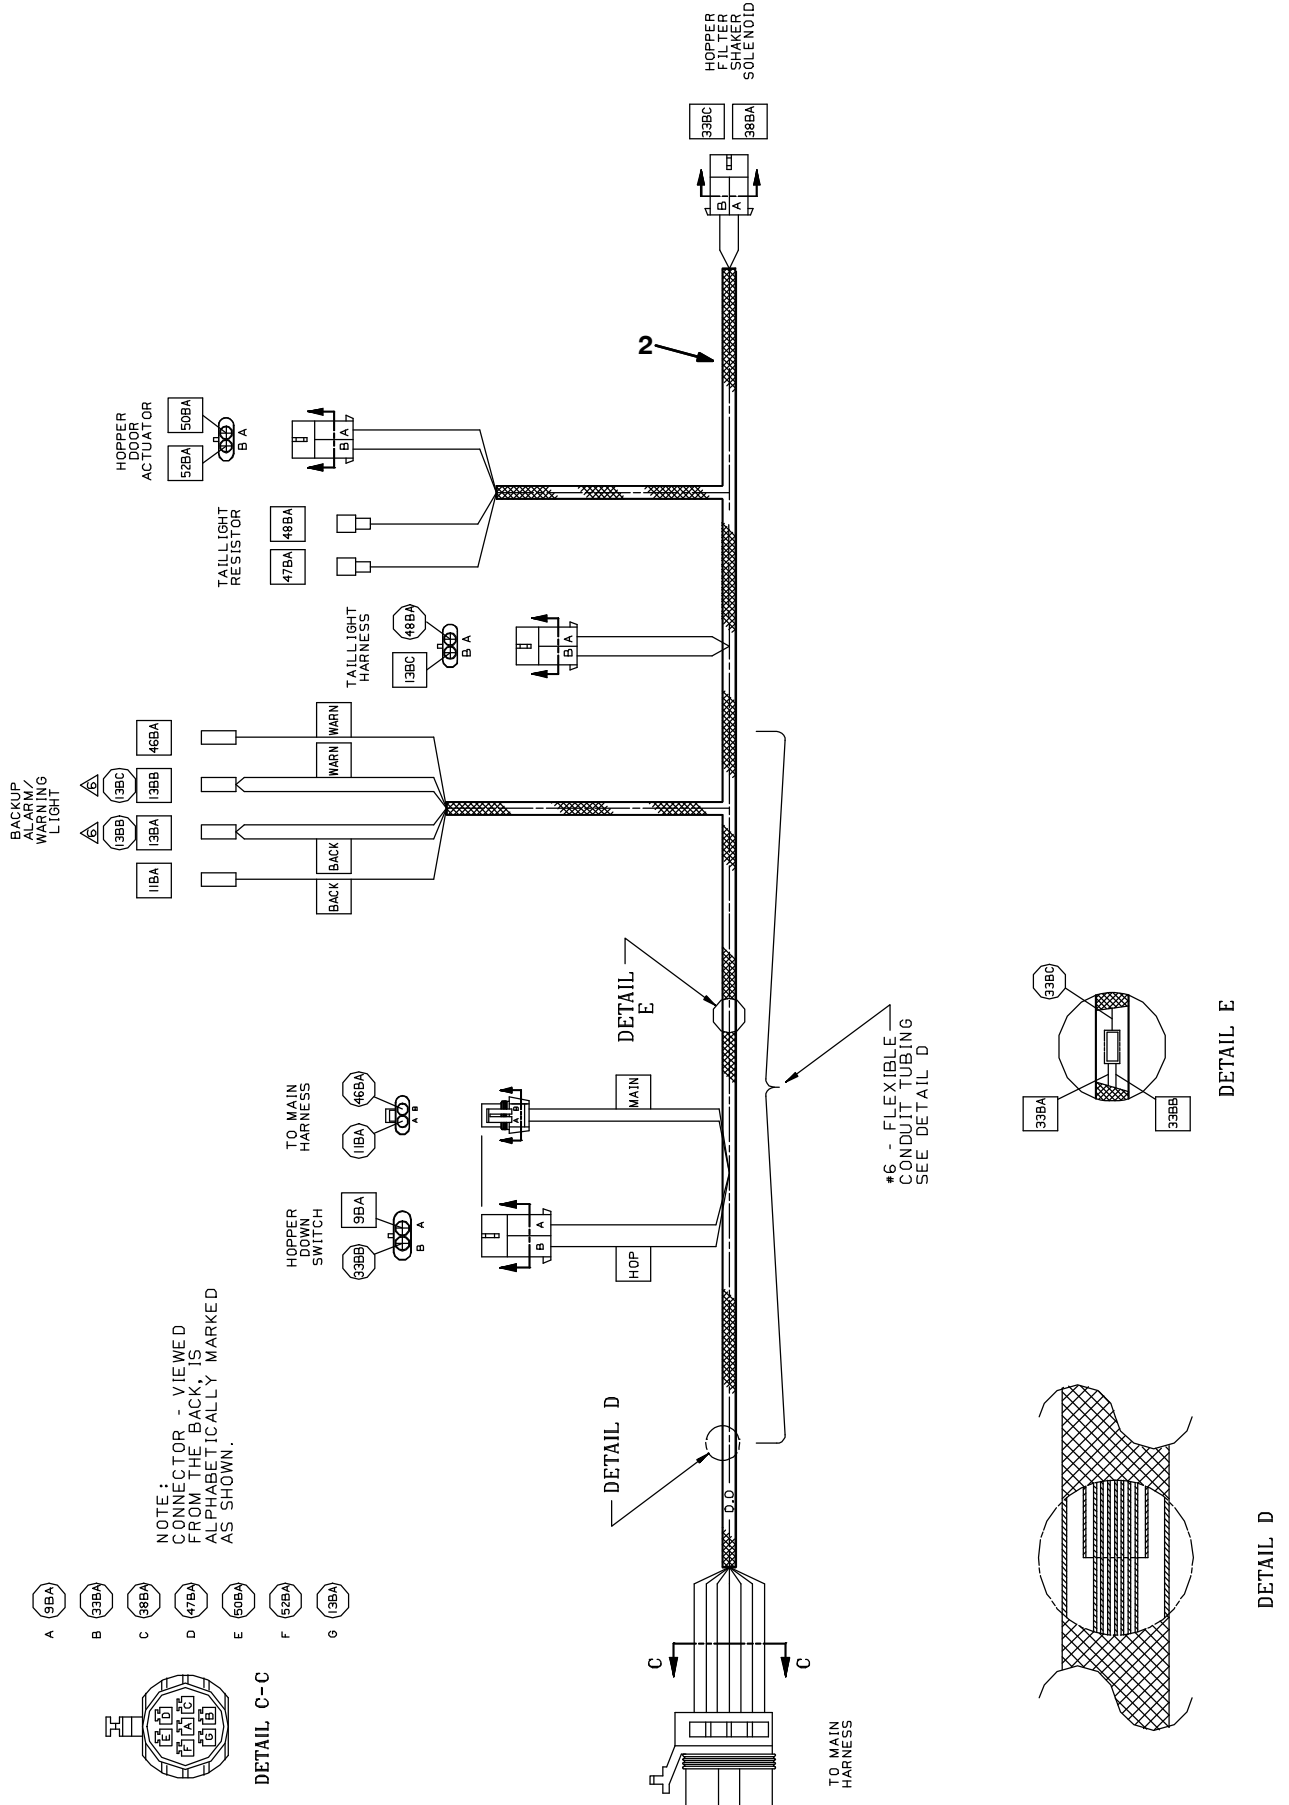 HOPPER
FILTER
SHAKER
SOLENOID
33BC
38BA
B
A
2
HOPPER
DOOR
ACTUATOR
52BA
50BA
B A
B A
TAILLIGHT
RESISTOR
47BA
48BA
TAILLIGHT
HARNESS
13BC
48BA
B A
B A
BACKUP
ALARM/
WARNING
LIGHT
6
6
13BB
13BC
11BA
13BA
13BB
46BA
BACK
BACK
WARN
WARN
DETAIL
E
TO MAIN
HARNESS
11BA
46BA
A B
A B
MAIN
HOPPER
DOWN
SWITCH
33BB
9BA
B A
B A
HOP
#6 - FLEXIBLE
CONDUIT TUBING
SEE DETAIL D
33BA
33BC
33BB
DETAIL E
NOTE:
CONNECTOR - VIEWED
FROM THE BACK, IS
ALPHABETICALLY MARKED
AS SHOWN.
A 9BA
B 33BA
C 38BA
D 47BA
E 50BA
F 52BA
G 13BA
E D
F A C
G B
DETAIL C-C
DETAIL D
D.O
C
C
TO MAIN
HARNESS
DETAIL D